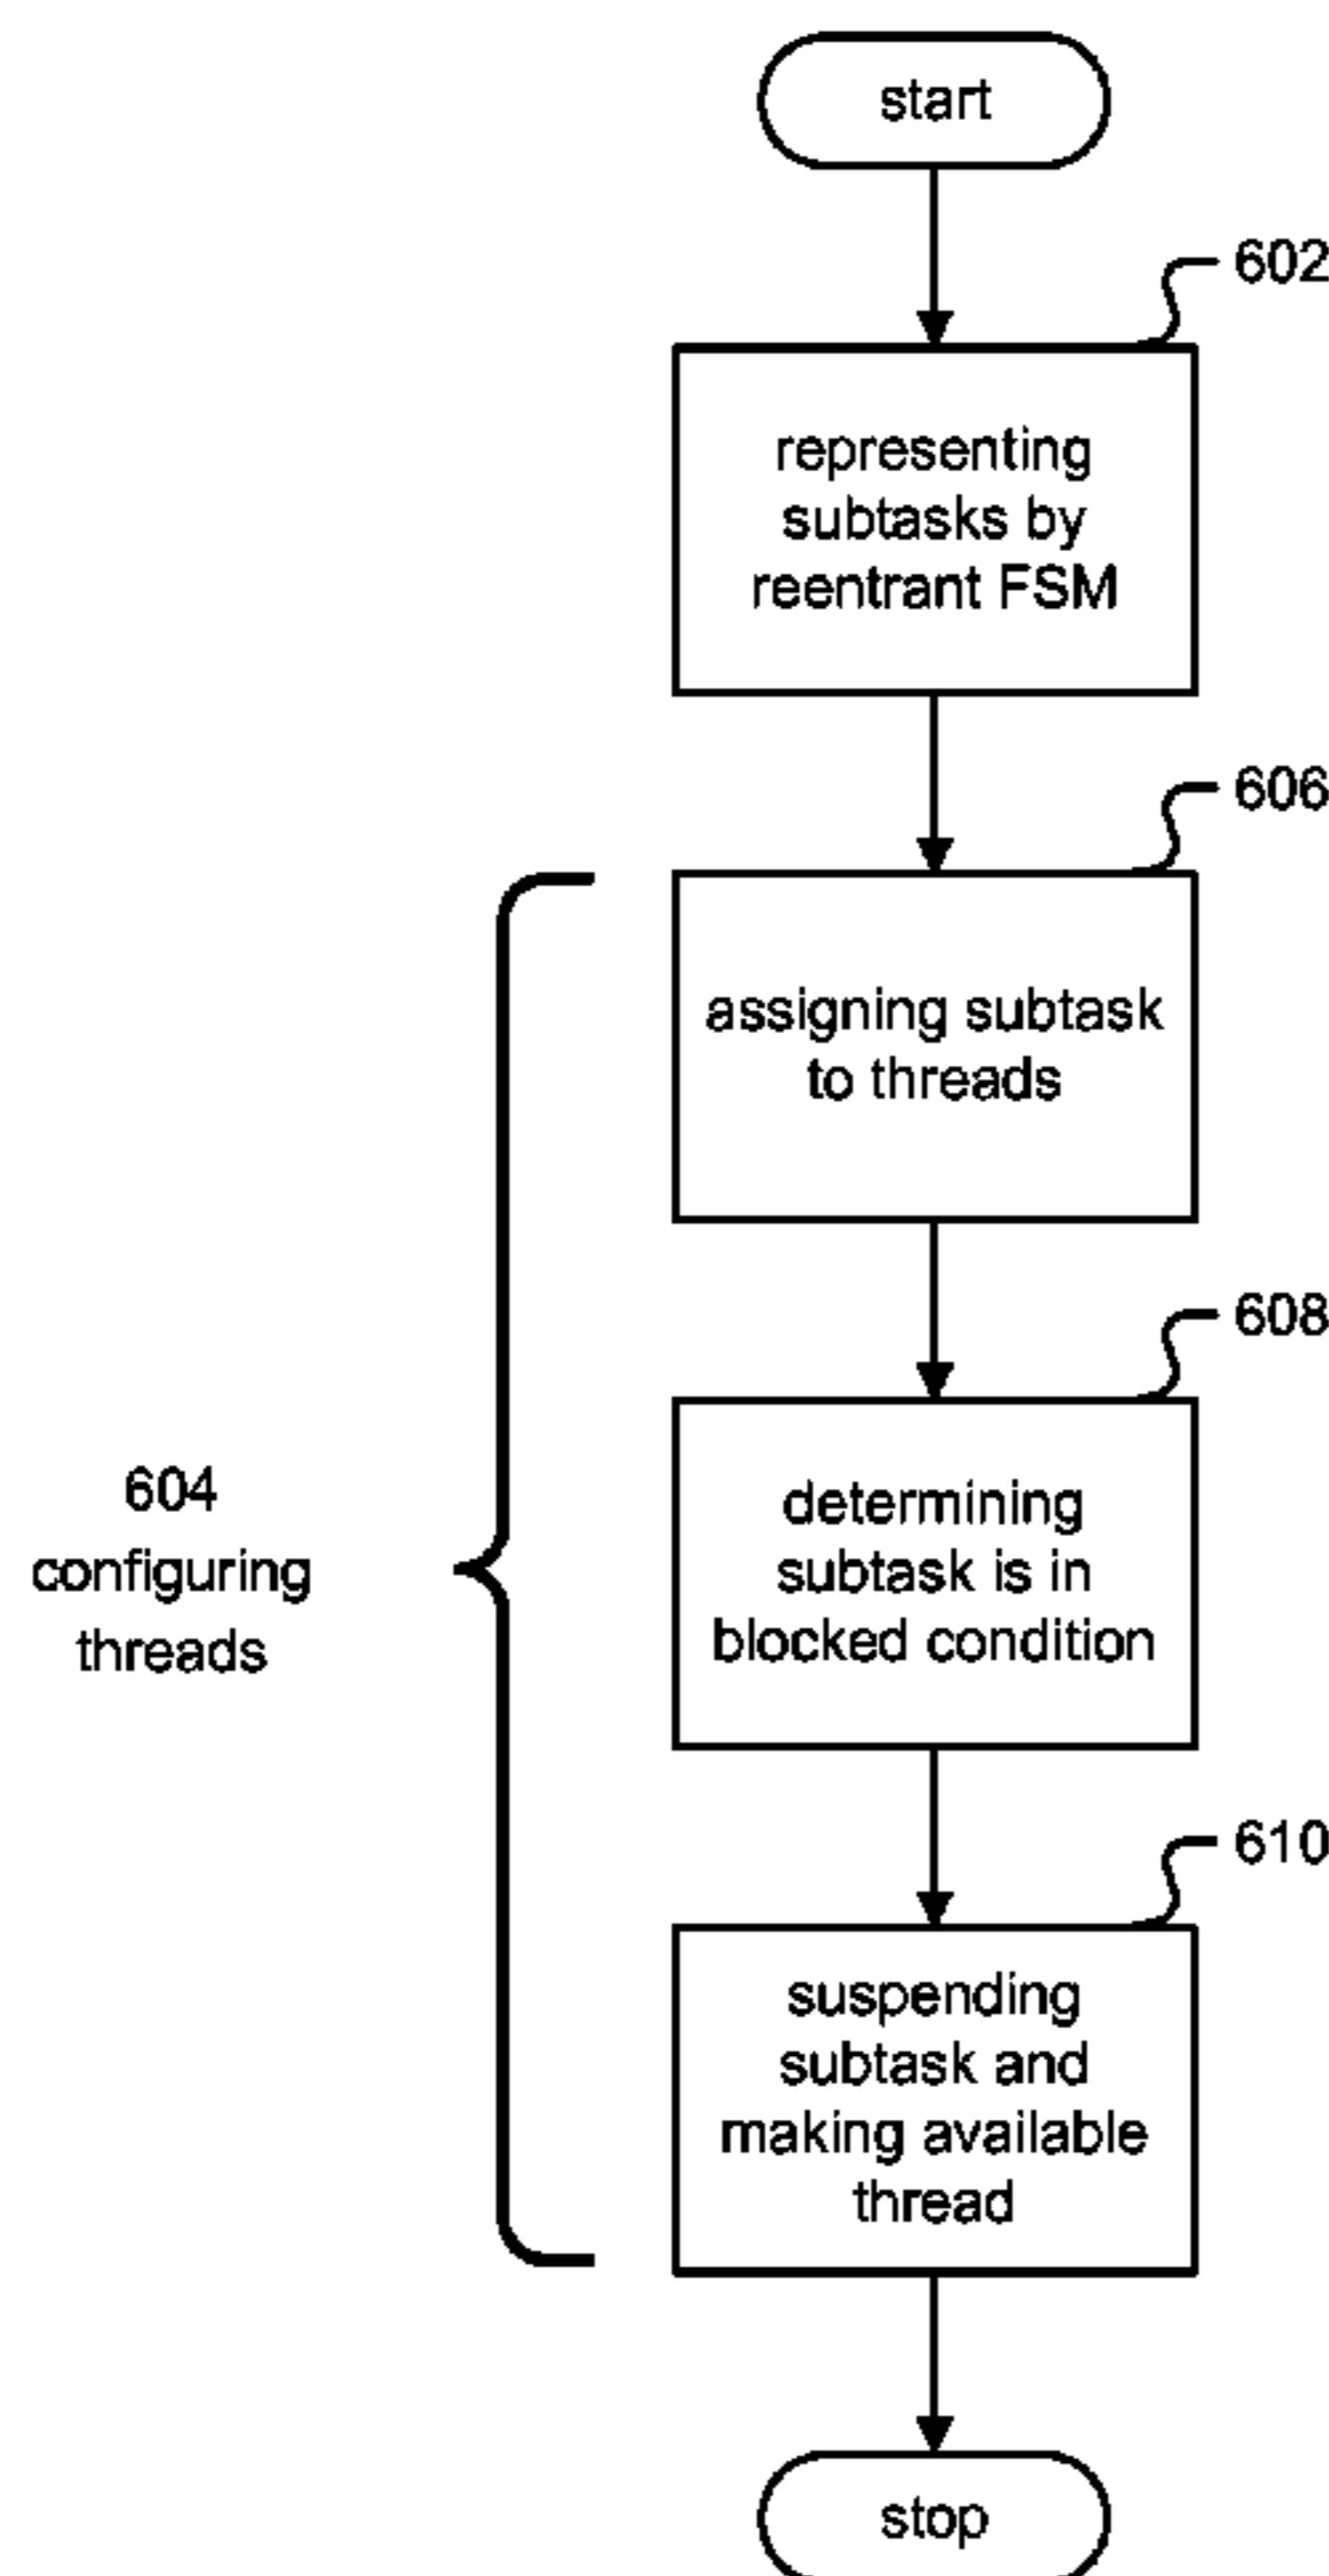 start
602
representing
subtasks by
reentrant FSM
606
assigning subtask
to threads
608
604
configuring
threads
determining
subtask is in
blocked condition
610
suspending
subtask and
making available
thread
stop